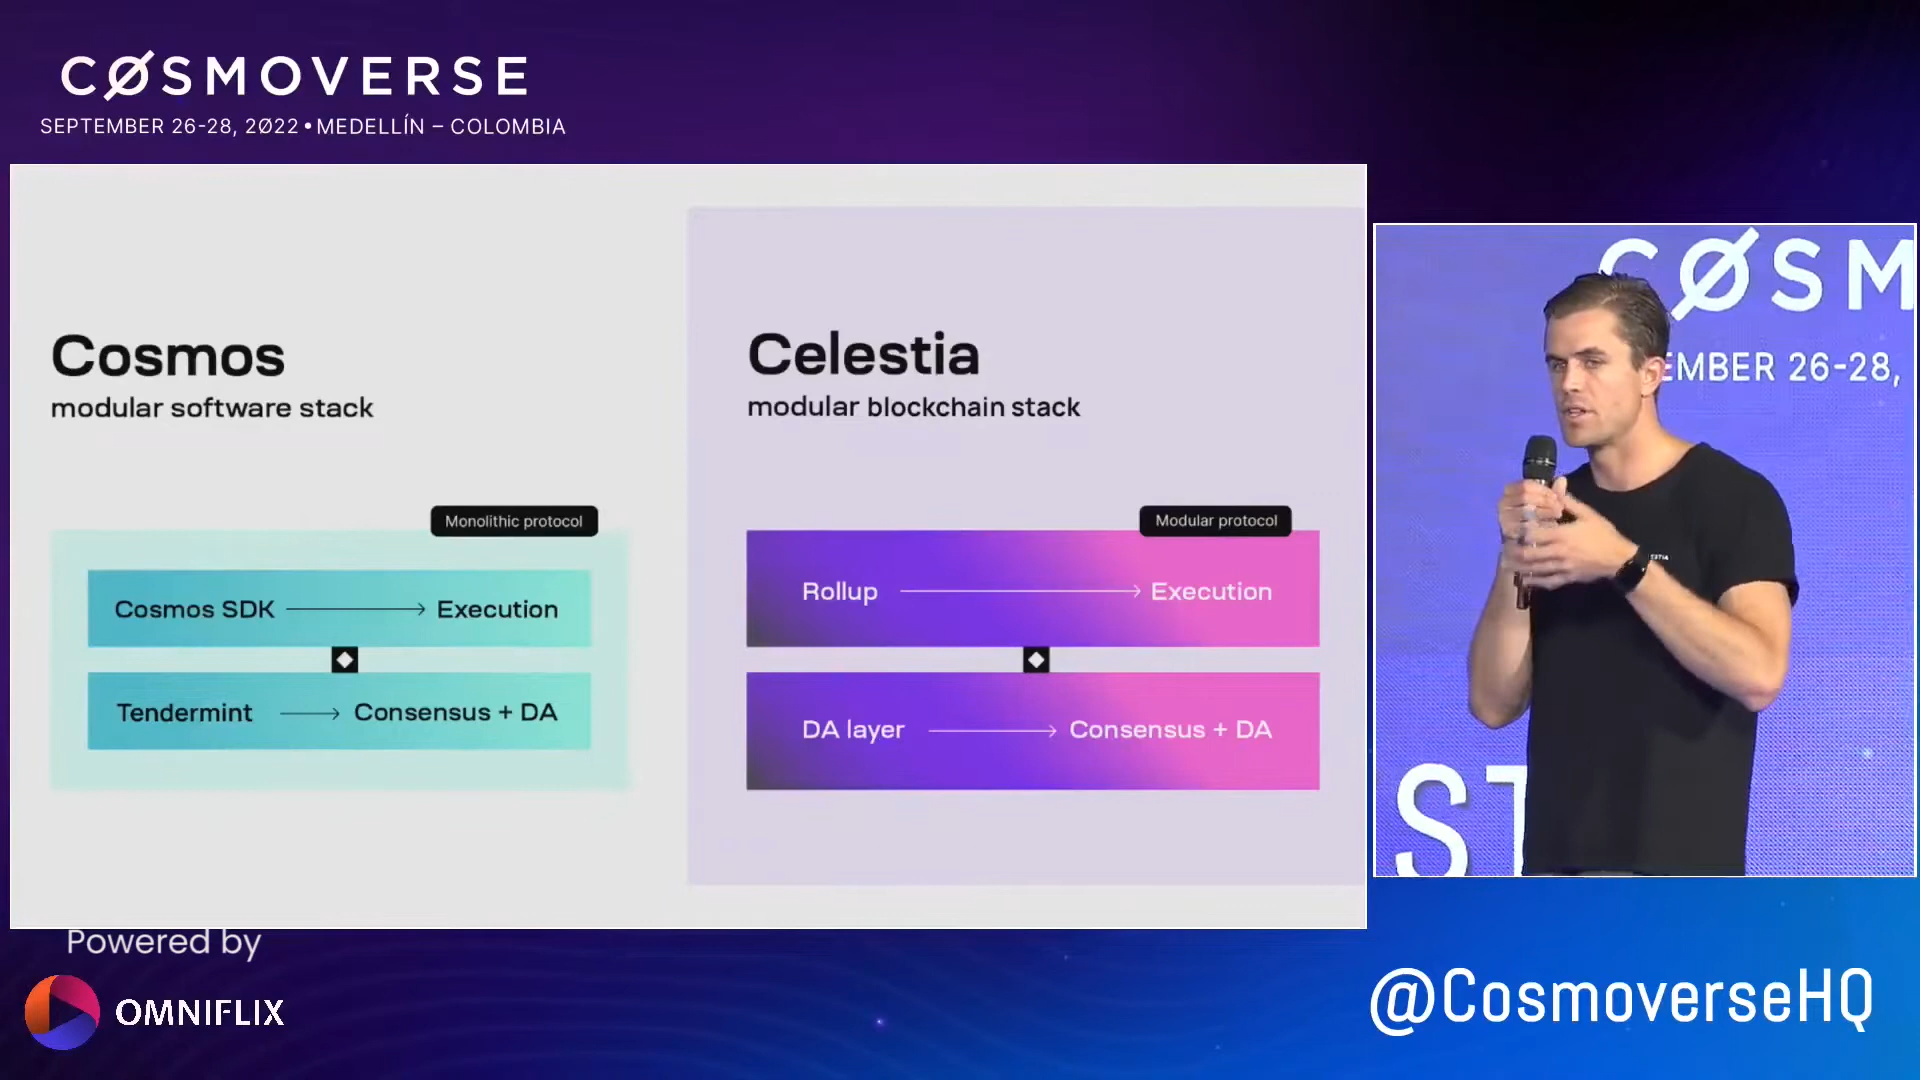 CØSMOVERSE
SEPTEMBER 26-28, 2Ø22 • MEDELLÍN – COLOMBIA
Cosmos
modular software stack
Monolithic protocol
Cosmos SDK → Execution
Tendermint → Consensus + DA
Celestia
modular blockchain stack
Modular protocol
Rollup → Execution
DA layer → Consensus + DA
CØSM
EMBER 26-28,
ST
Powered by
OMNIFLIX
@CosmoverseHQ